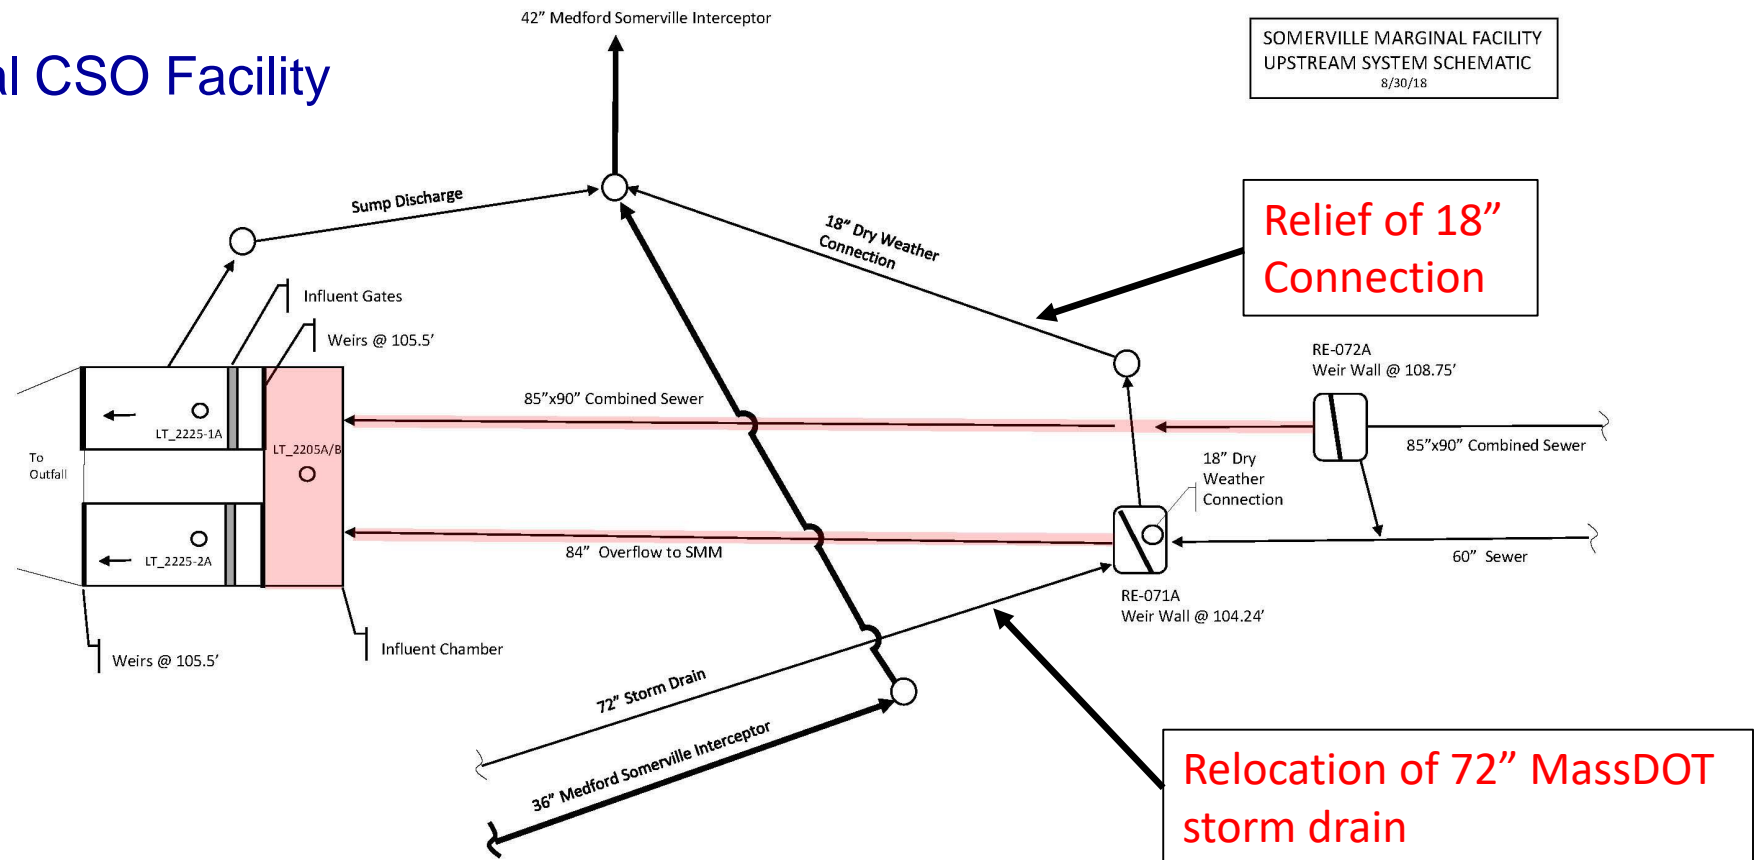 42” Medford Somerville Interceptor
SOMERVILLE MARGINAL FACILITY
UPSTREAM SYSTEM SCHEMATIC
8/30/18
al CSO Facility
Sump Discharge
18” Dry Weather
Connection
Relief of 18”
Connection
Influent Gates
Weirs @ 105.5’
RE-072A
Weir Wall @ 108.75’
85”x90” Combined Sewer
LT_2225-1A
LT_2205A/B
To
Outfall
85”x90” Combined Sewer
18” Dry
Weather
Connection
84” Overflow to SMM
LT_2225-2A
60” Sewer
RE-071A
Weir Wall @ 104.24’
Influent Chamber
Weirs @ 105.5’
72” Storm Drain
36” Medford Somerville Interceptor
Relocation of 72” MassDOT
storm drain